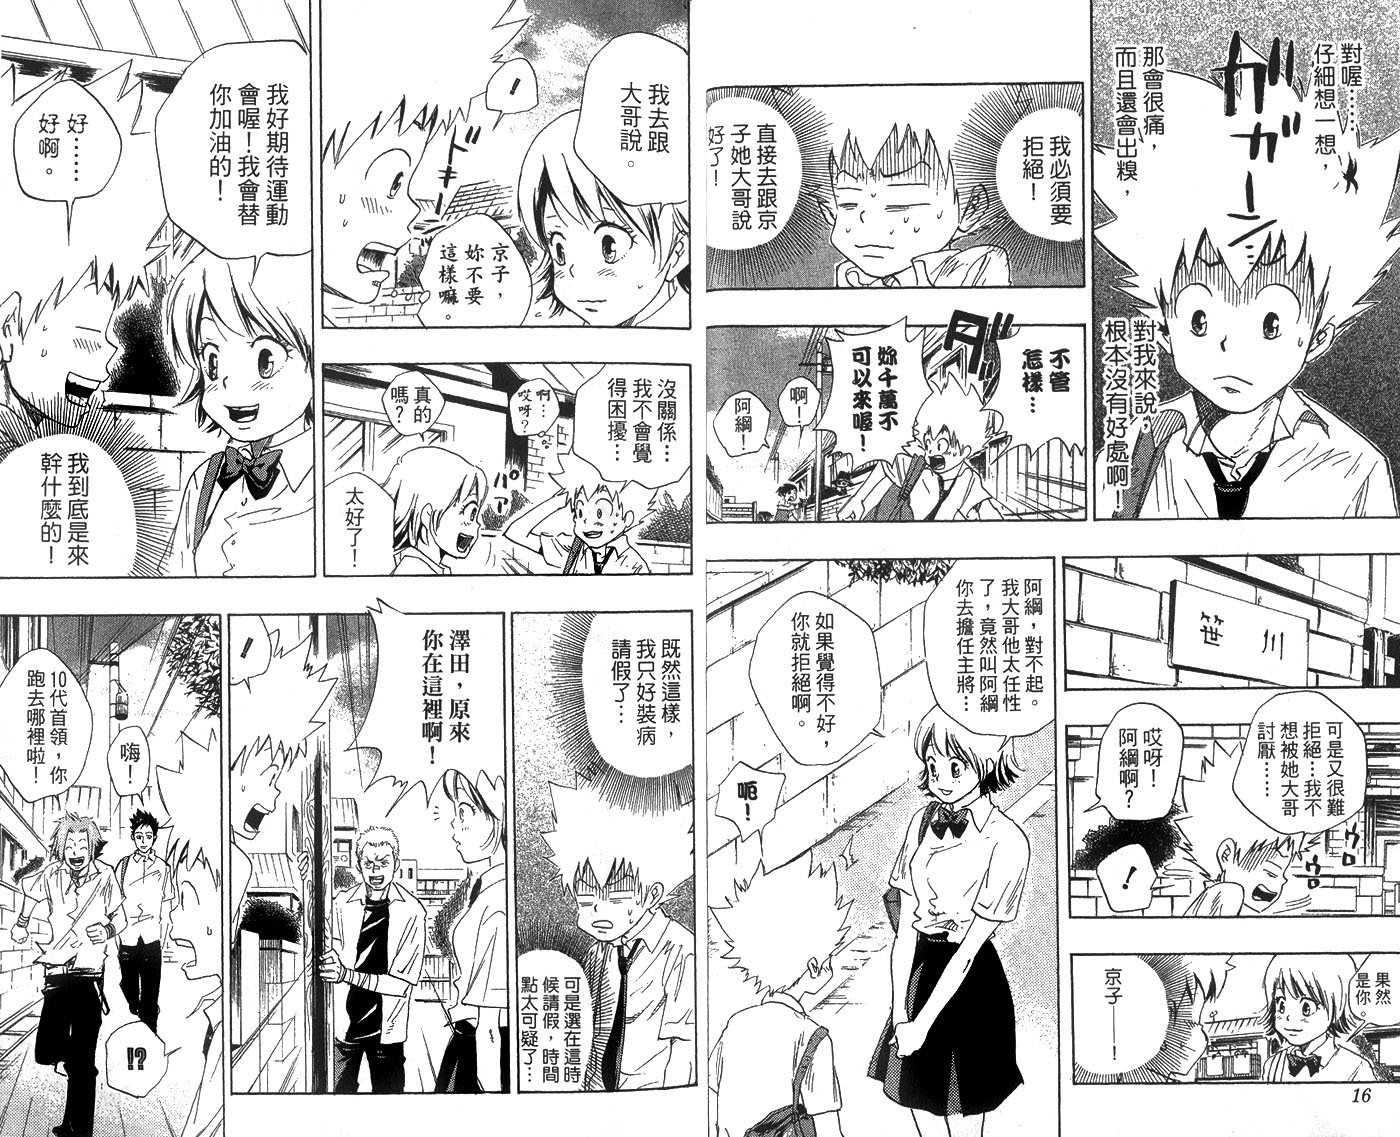 對喔……
仔細想一想，
那會很痛，
而且還會出糗，
ガガーン
對我來說，
根本沒有好處啊！
我必須要
拒絕！
直接去跟京
子她大哥說
好了！
不管
怎樣…
妳千萬不
可以來喔！
啊！
阿綱！
笹川
可是又很難
拒絕…我不
想被她大哥
討厭……
ウロ
ウロ
哎呀！
阿綱啊？
！
果然
是你。
京子——！
阿綱，對不起。
我大哥他太任性
了，竟然叫阿綱
你去擔任主將…
如果覺得不好，
你就拒絕啊。
呃！
16
我去跟
大哥說。
！
ドキ
京子，
妳不要
這樣嘛。
沒關係…
我不會覺
得困擾…
啊…
哎呀？
真的
嗎？
パアッ
太好了！
我好期待運動
會喔！我會替
你加油的！
好……
好啊。
我到底是來
幹什麼的！
既然這樣，
我只好裝病
請假了…
可是選在這時
候請假，時間
點太可疑了…
澤田，原來
你在這裡啊！
！
嗨！
10代首領，你
跑去哪裡啦！
！？